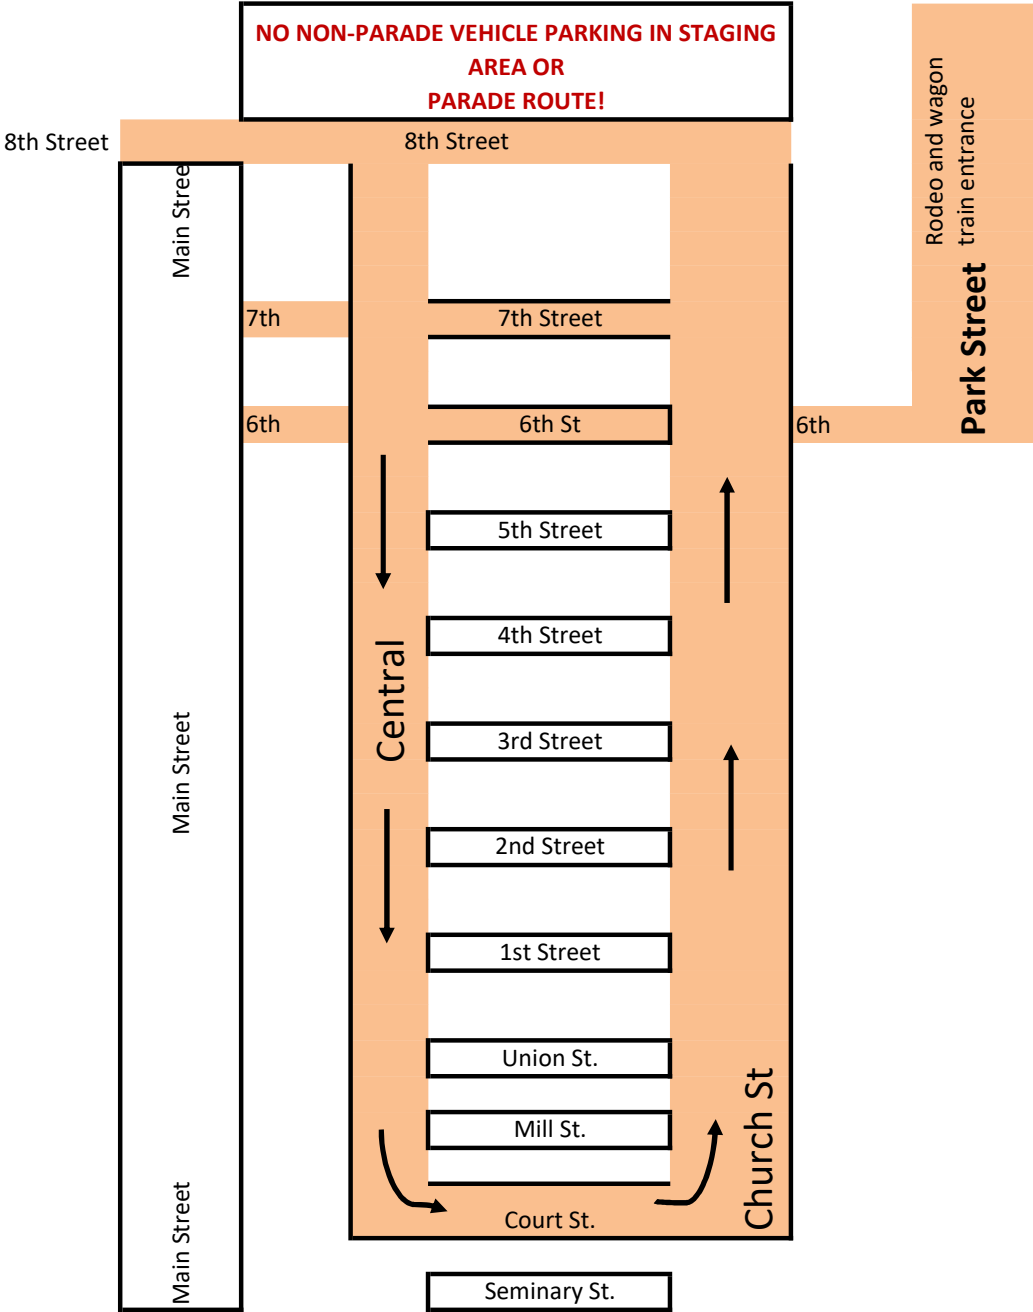 NO NON-PARADE VEHICLE PARKING IN STAGING
AREA OR
PARADE ROUTE!
8th Street
8th Street
Rodeo and wagon
train entrance
Park Street
Main Stree
7th
7th Street
6th
6th St
6th
5th Street
4th Street
Central
3rd Street
Main Street
2nd Street
1st Street
Union St.
Mill St.
Church St
Court St.
Main Street
Seminary St.